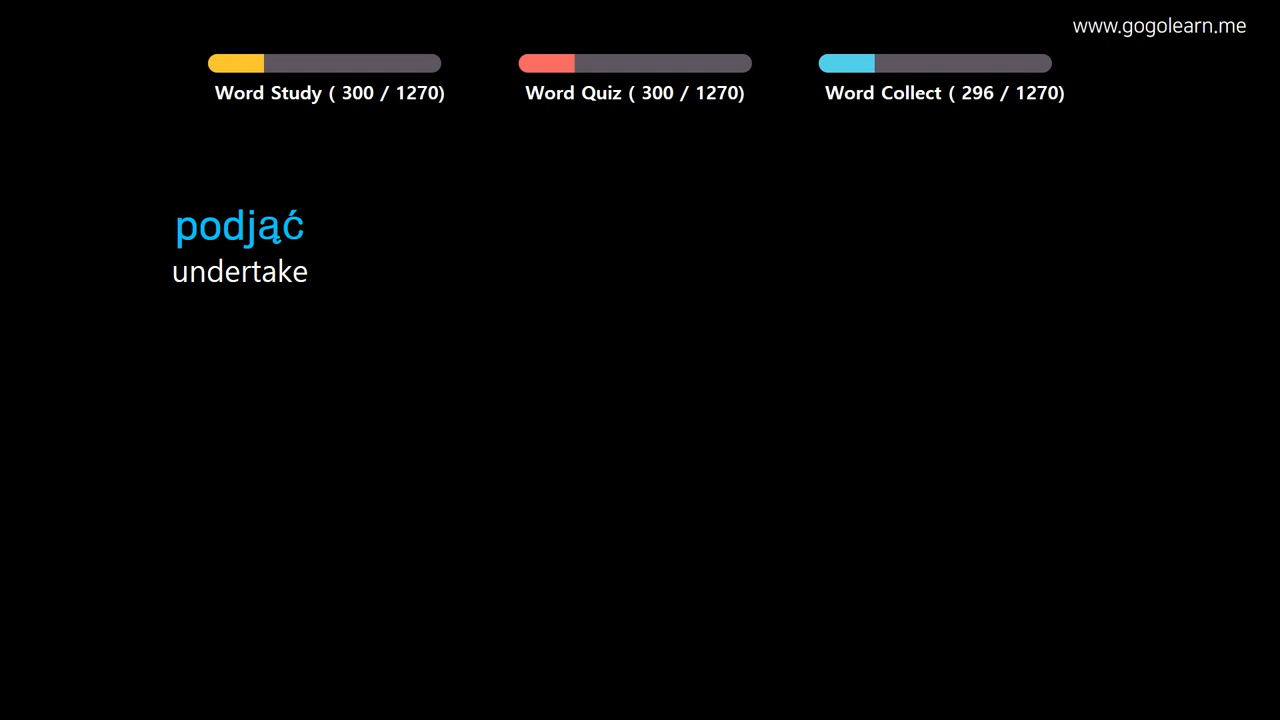 www.gogolearn.me
Word Study ( 300 / 1270)
Word Quiz ( 300 / 1270)
Word Collect ( 296 / 1270)
podjąć
undertake